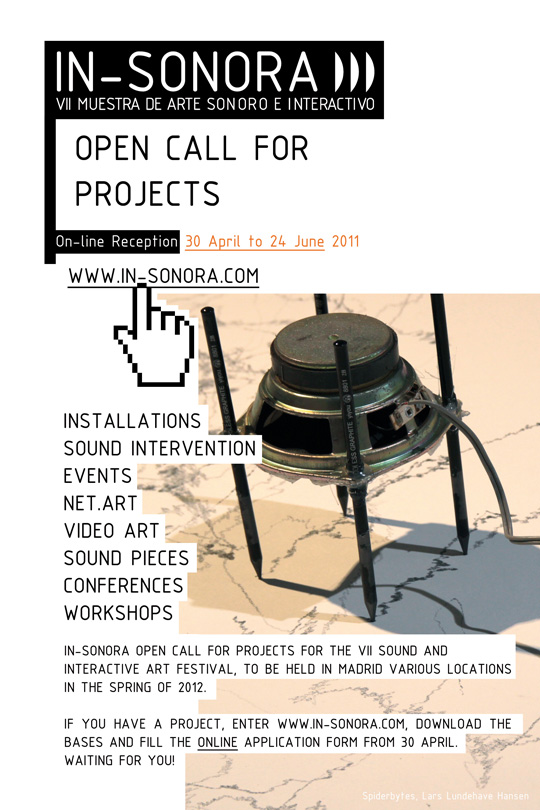 IN-SONORA
VII MUESTRA DE ARTE SONORO E INTERACTIVO
OPEN CALL FOR
PROJECTS
On-line Reception 30 April to 24 June 2011
WWW.IN-SONORA.COM
INSTALLATIONS
SOUND INTERVENTION
EVENTS
NET.ART
VIDEO ART
SOUND PIECES
CONFERENCES
WORKSHOPS
IN-SONORA OPEN CALL FOR PROJECTS FOR THE VII SOUND AND
INTERACTIVE ART FESTIVAL, TO BE HELD IN MADRID VARIOUS LOCATIONS
IN THE SPRING OF 2012.
IF YOU HAVE A PROJECT, ENTER WWW.IN-SONORA.COM, DOWNLOAD THE
BASES AND FILL THE ONLINE APPLICATION FORM FROM 30 APRIL.
WAITING FOR YOU!
Spiderbytes, Lars Lundehave Hansen